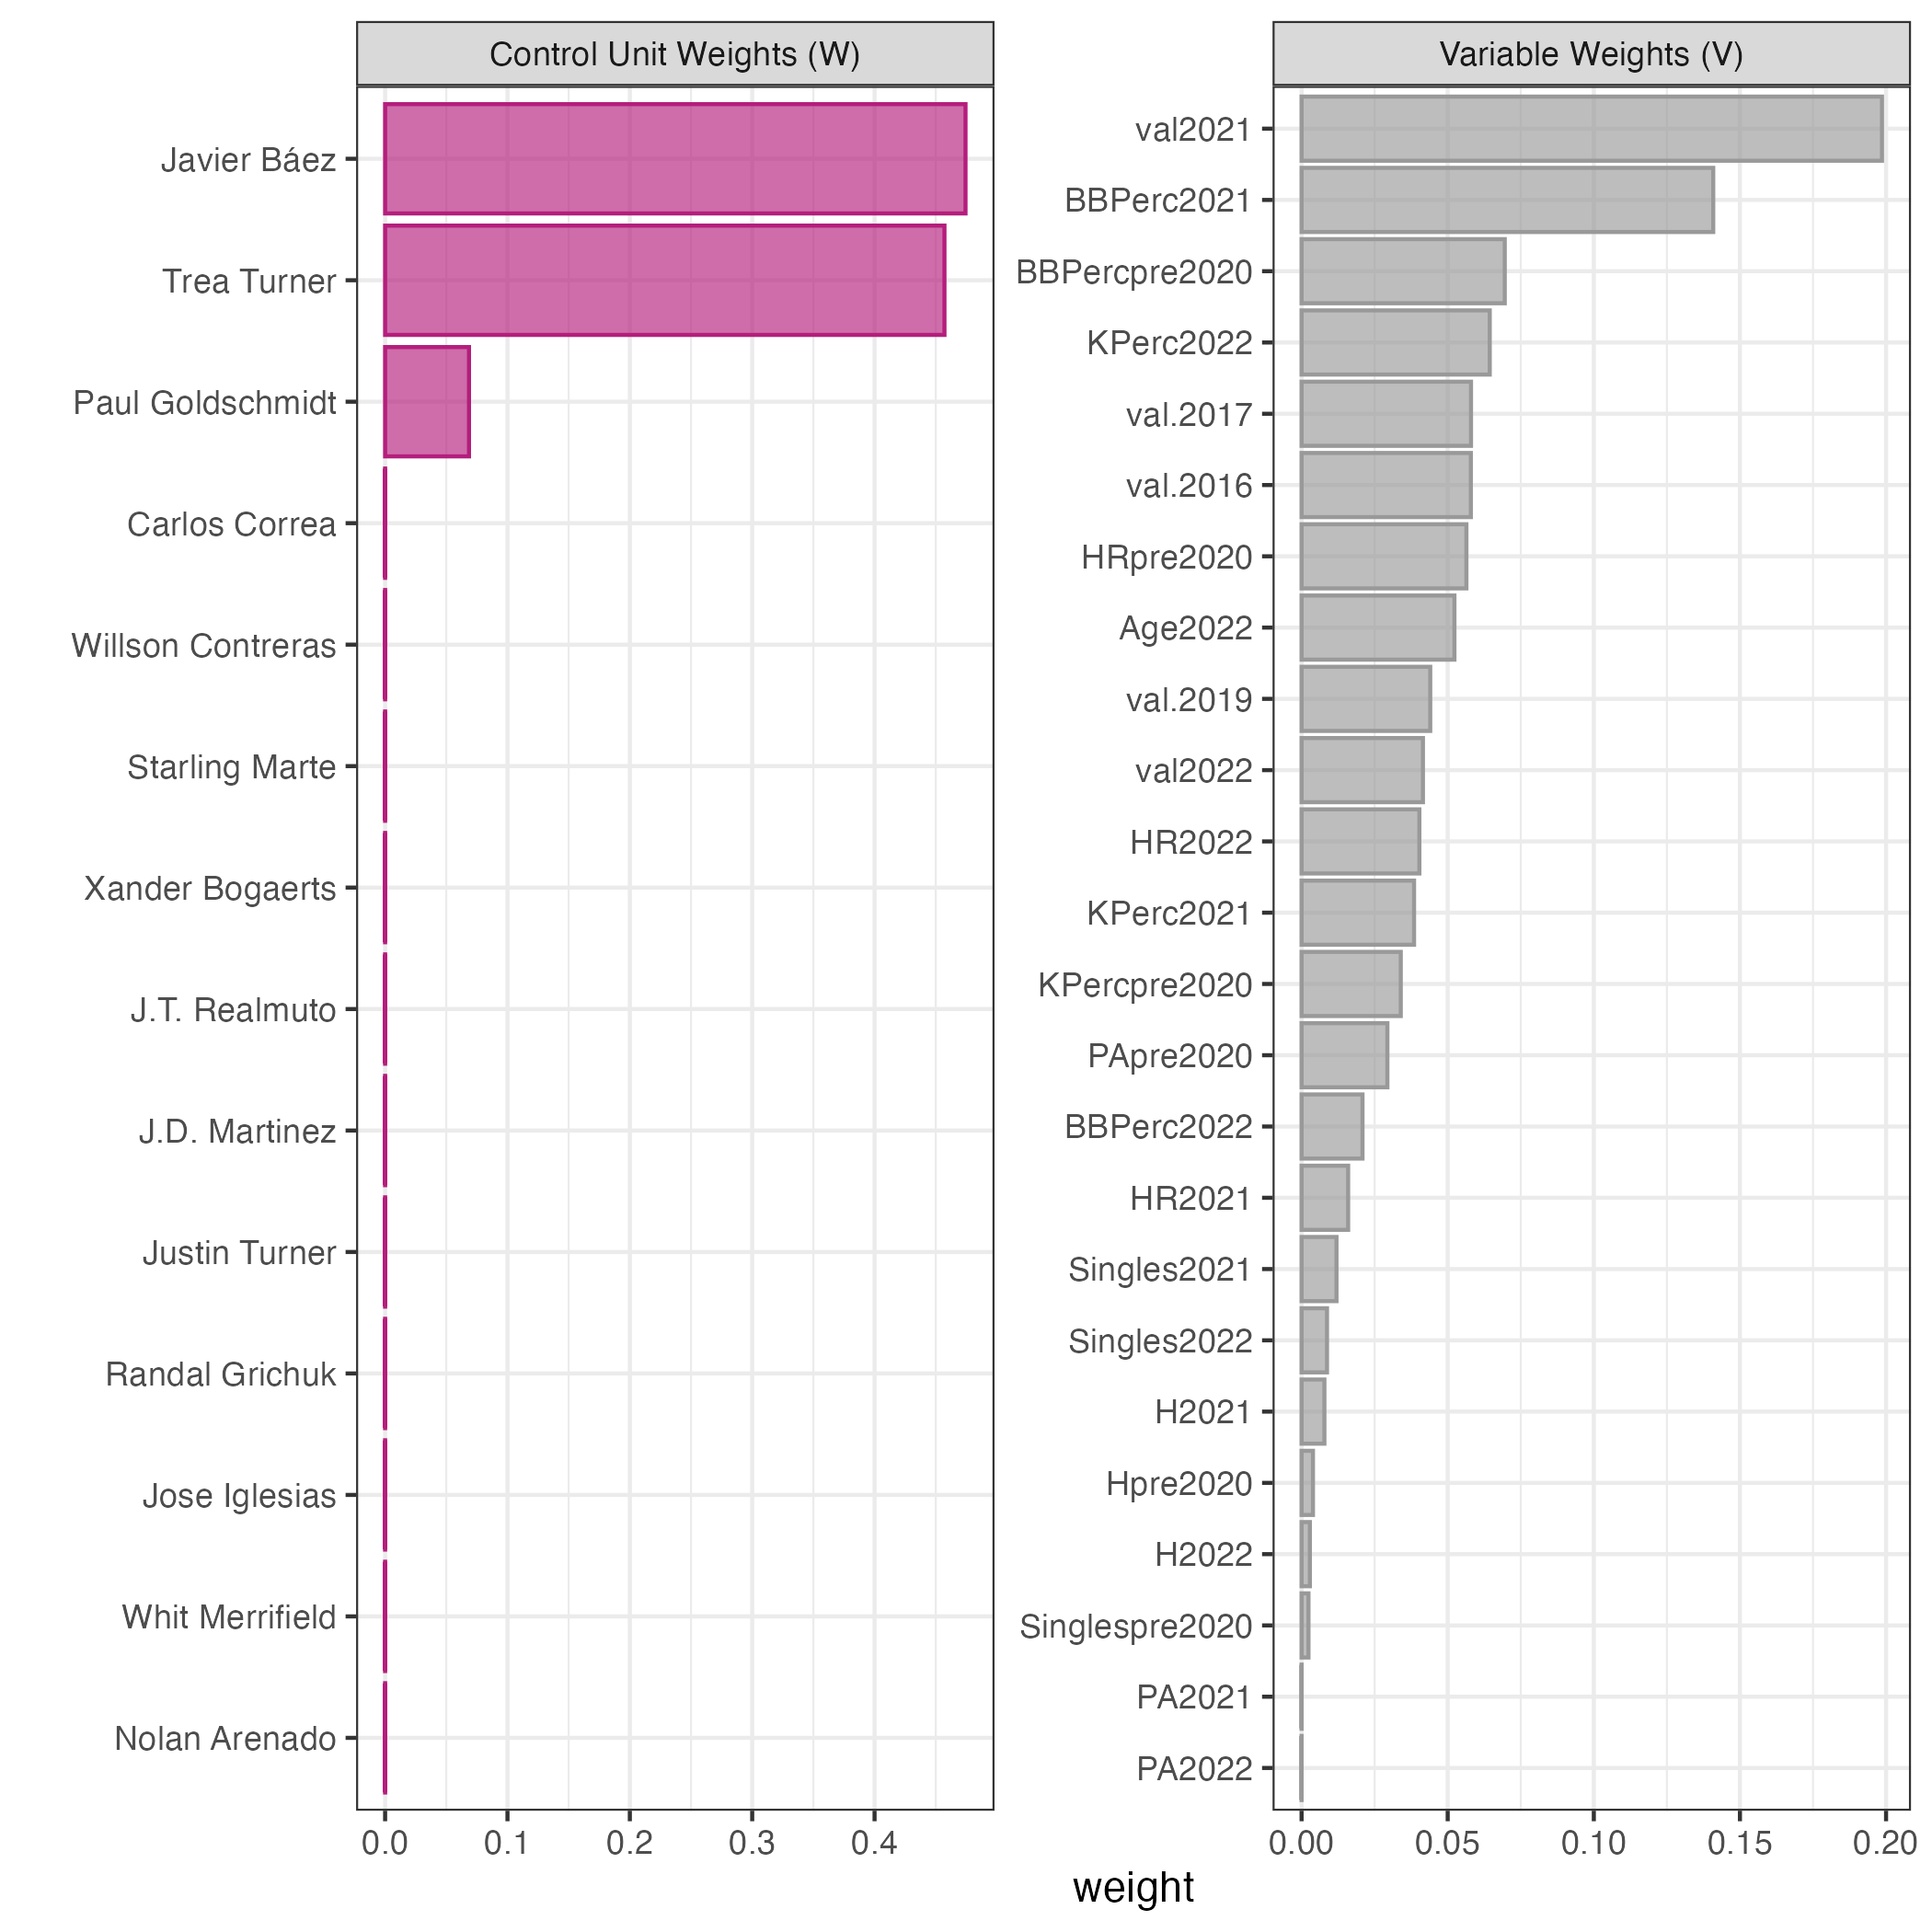 Control Unit Weights (W)
Javier Báez
Trea Turner
Paul Goldschmidt
Carlos Correa
Willson Contreras
Starling Marte
Xander Bogaerts
J.T. Realmuto
J.D. Martinez
Justin Turner
Randal Grichuk
Jose Iglesias
Whit Merrifield
Nolan Arenado
0.0 0.1 0.2 0.3 0.4
Variable Weights (V)
val2021
BBPerc2021
BBPercpre2020
KPerc2022
val.2017
val.2016
HRpre2020
Age2022
val.2019
val2022
HR2022
KPerc2021
KPercpre2020
PApre2020
BBPerc2022
HR2021
Singles2021
Singles2022
H2021
Hpre2020
H2022
Singlespre2020
PA2021
PA2022
0.00 0.05 0.10 0.15 0.20
weight